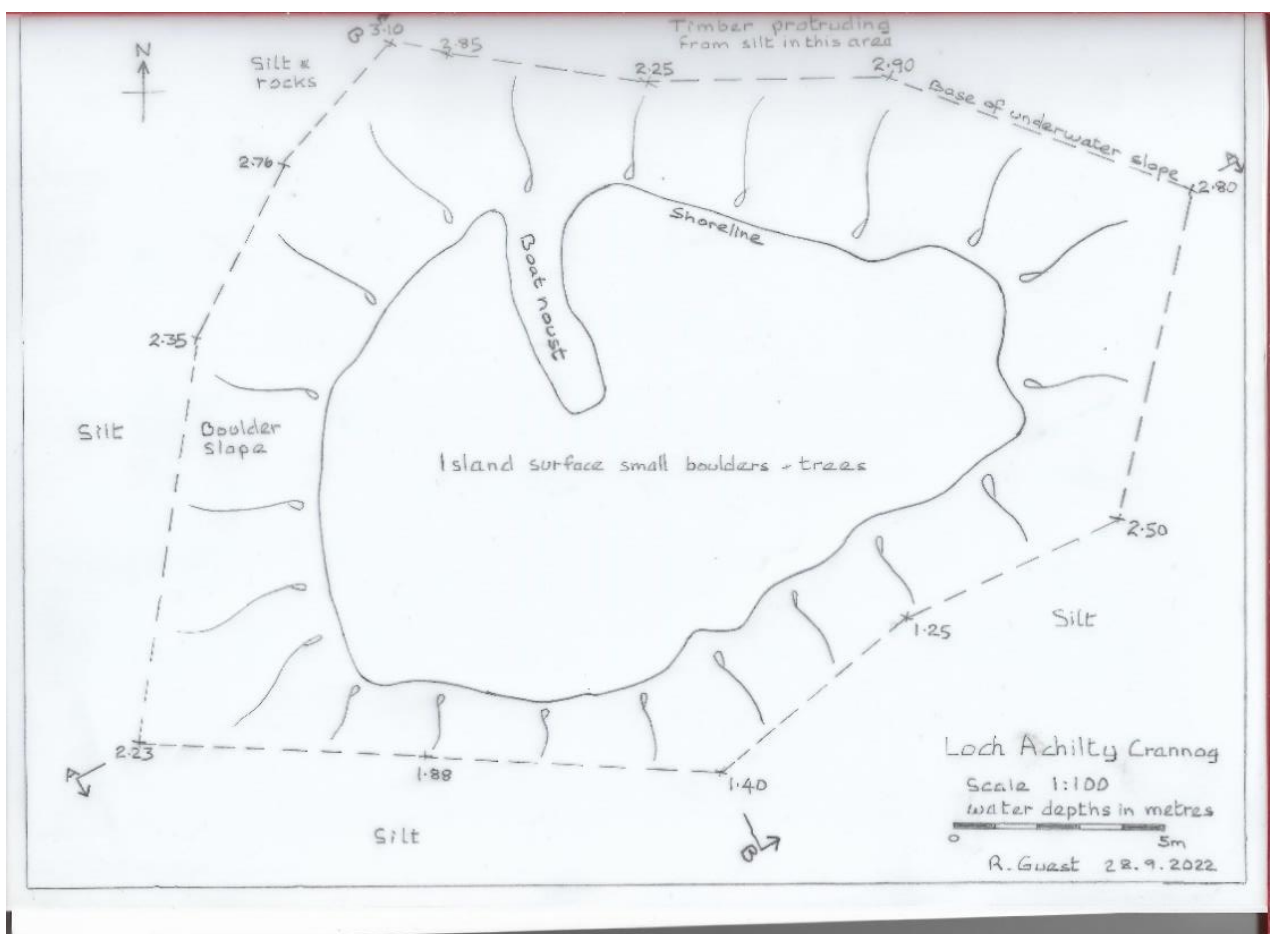 N
B
3.10
2.85
Timber protruding
from silt in this area
Silt &
rocks
2.25
2.90
Base of underwater slope
A
2.80
2.76
Shoreline
Boat noust
2.35
Silt
Boulder
slope
Island surface small boulders + trees
2.50
Silt
1.25
2.23
A
1.88
1.40
Silt
B
Loch Achilty Crannog
Scale 1:100
water depths in metres
0 5m
R. Guest 28.9.2022